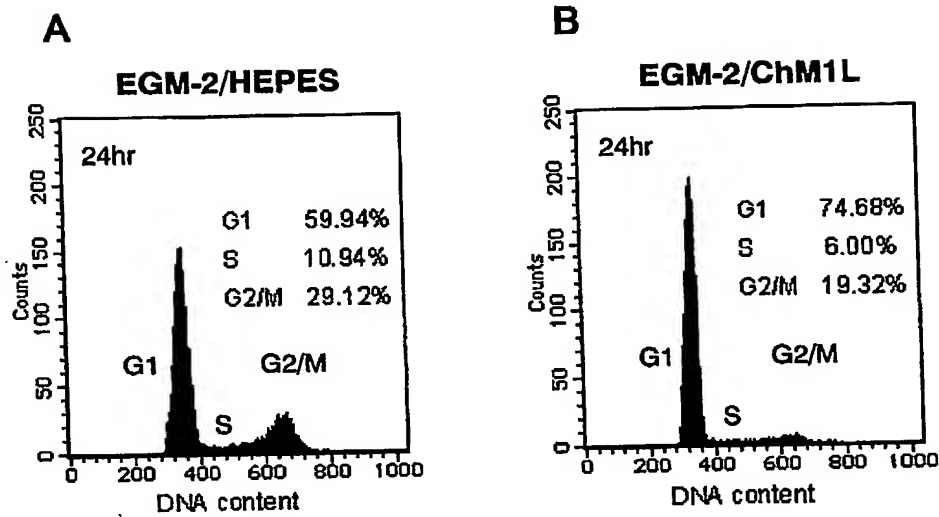 A
EGM-2/HEPES
250
200
150
100
50
0
Counts
24hr
G1 59.94%
S 10.94%
G2/M 29.12%
G1
S
G2/M
0 200 400 600 800 1000
DNA content
B
EGM-2/ChM1L
250
200
150
100
50
0
Counts
24hr
G1 74.68%
S 6.00%
G2/M 19.32%
G1
S
G2/M
0 200 400 600 800 1000
DNA content